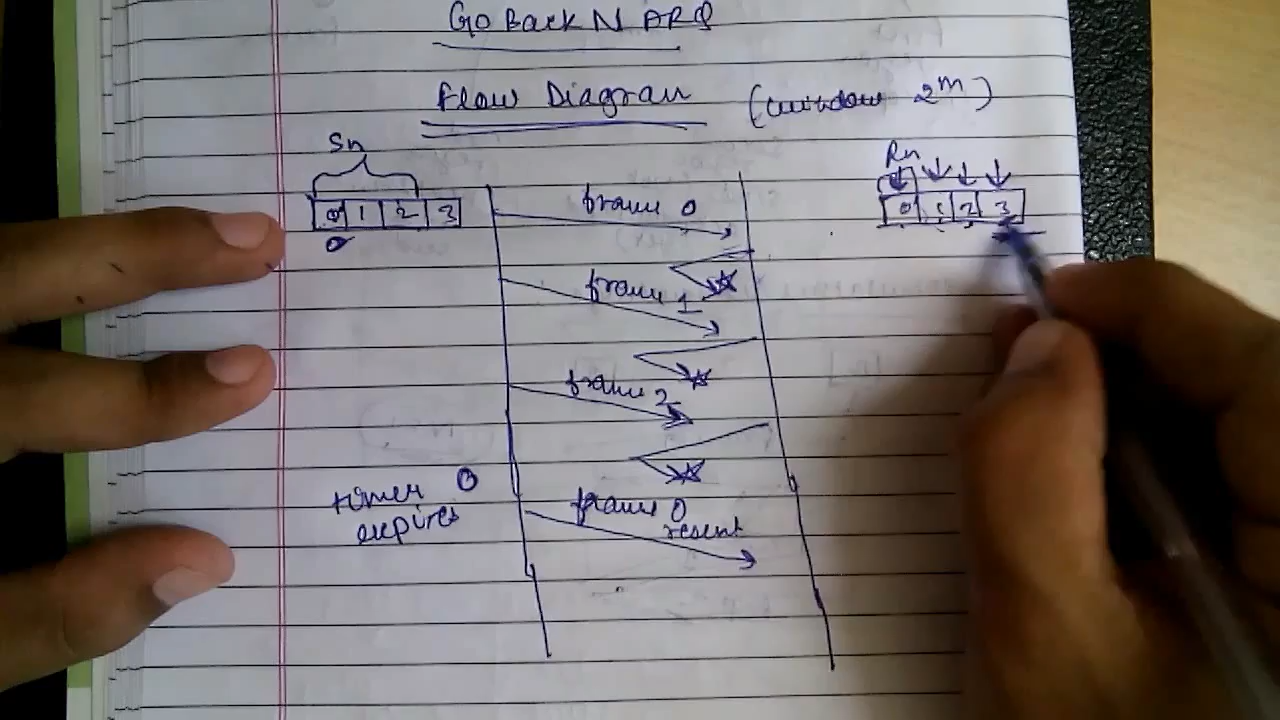 Go Back N ARQ
Flow Diagram (window 2^m)
Sn
Rn
0 1 2 3
0 1 2 3
0
frame 0
frame 1
frame 2
timer 0
expires
frame 0
resent